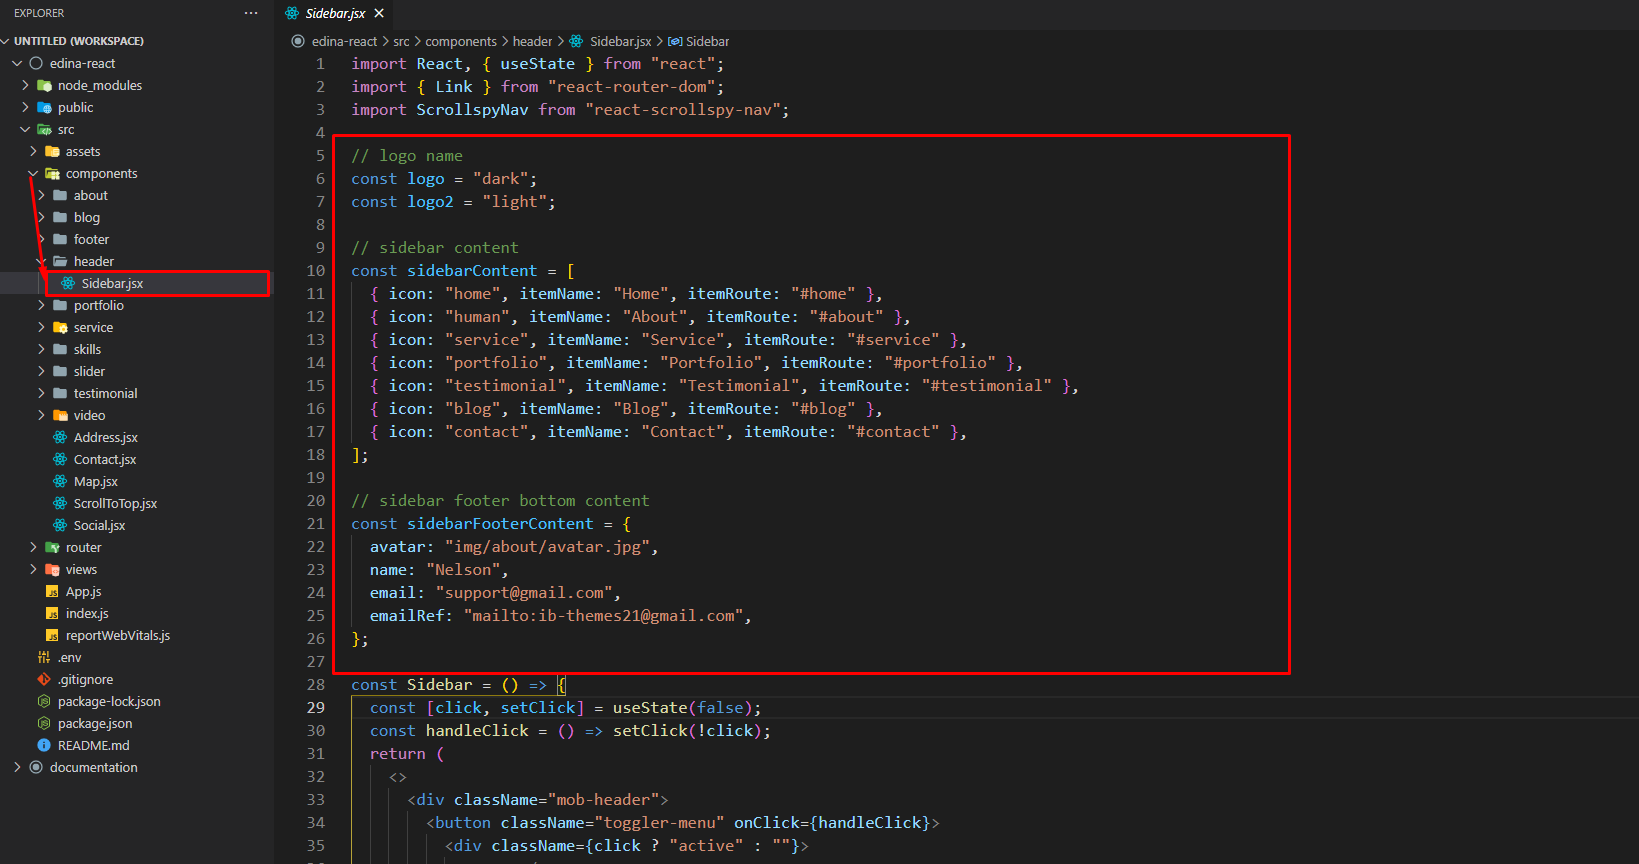 EXPLORER ···
UNTITLED (WORKSPACE)
edina-react
node_modules
public
src
assets
components
about
blog
footer
header
Sidebar.jsx
portfolio
service
skills
slider
testimonial
video
Address.jsx
Contact.jsx
Map.jsx
ScrollToTop.jsx
Social.jsx
router
views
JS App.js
JS index.js
JS reportWebVitals.js
.env
.gitignore
package-lock.json
package.json
README.md
documentation
Sidebar.jsx ×
edina-react > src > components > header > Sidebar.jsx > Sidebar
1 import React, { useState } from "react";
2 import { Link } from "react-router-dom";
3 import ScrollspyNav from "react-scrollspy-nav";
4
5 // logo name
6 const logo = "dark";
7 const logo2 = "light";
8
9 // sidebar content
10 const sidebarContent = [
11 { icon: "home", itemName: "Home", itemRoute: "#home" },
12 { icon: "human", itemName: "About", itemRoute: "#about" },
13 { icon: "service", itemName: "Service", itemRoute: "#service" },
14 { icon: "portfolio", itemName: "Portfolio", itemRoute: "#portfolio" },
15 { icon: "testimonial", itemName: "Testimonial", itemRoute: "#testimonial" },
16 { icon: "blog", itemName: "Blog", itemRoute: "#blog" },
17 { icon: "contact", itemName: "Contact", itemRoute: "#contact" },
18 ];
19
20 // sidebar footer bottom content
21 const sidebarFooterContent = {
22 avatar: "img/about/avatar.jpg",
23 name: "Nelson",
24 email: "support@gmail.com",
25 emailRef: "mailto:ib-themes21@gmail.com",
26 };
27
28 const Sidebar = () => {
29 const [click, setClick] = useState(false);
30 const handleClick = () => setClick(!click);
31 return (
32 <>
33 <div className="mob-header">
34 <button className="toggler-menu" onClick={handleClick}>
35 <div className={click ? "active" : ""}>